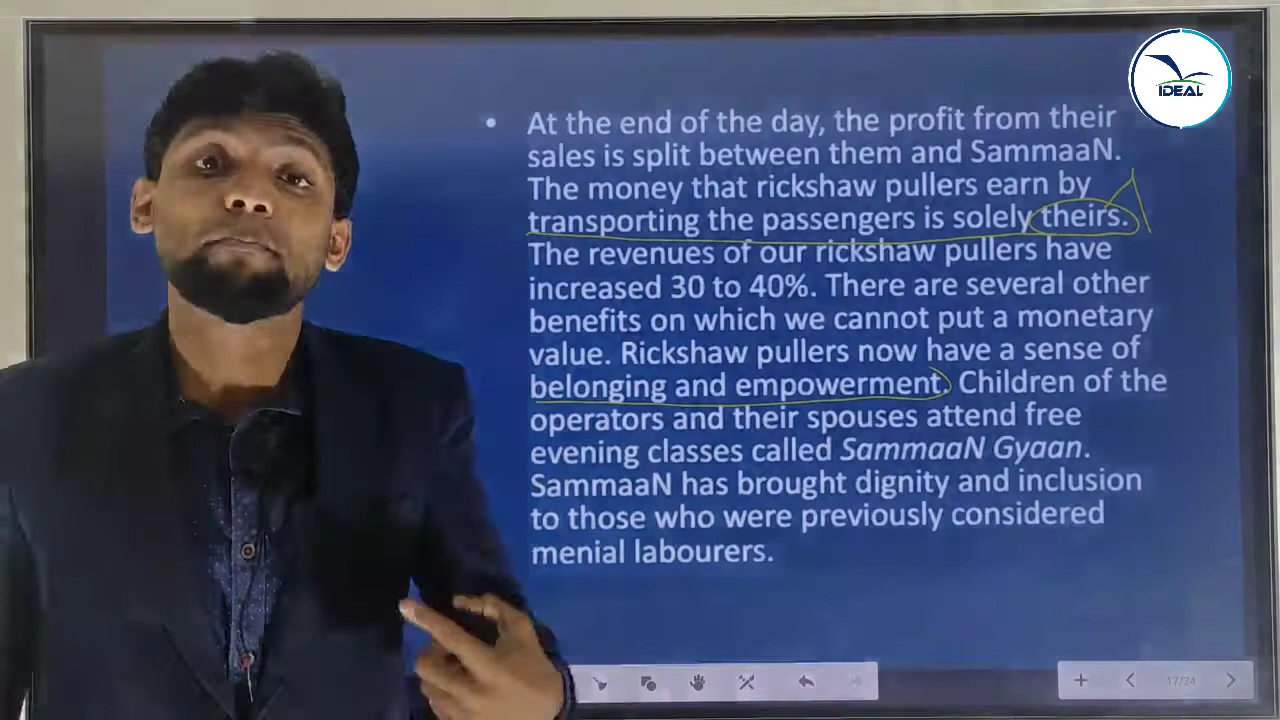 IDEAL
• At the end of the day, the profit from their
sales is split between them and SammaaN.
The money that rickshaw pullers earn by
transporting the passengers is solely theirs.
The revenues of our rickshaw pullers have
increased 30 to 40%. There are several other
benefits on which we cannot put a monetary
value. Rickshaw pullers now have a sense of
belonging and empowerment. Children of the
operators and their spouses attend free
evening classes called SammaaN Gyaan.
SammaaN has brought dignity and inclusion
to those who were previously considered
menial labourers.
17/24